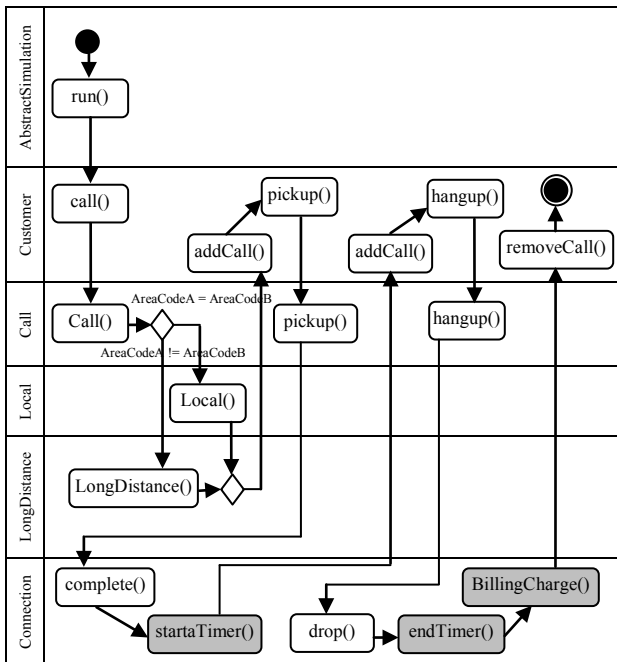 AbstractSimulation
run()
Customer
call()
addCall()
pickup()
addCall()
hangup()
removeCall()
Call
Call()
AreaCodeA = AreaCodeB
AreaCodeA != AreaCodeB
pickup()
hangup()
Local
Local()
LongDistance
LongDistance()
Connection
complete()
startaTimer()
drop()
endTimer()
BillingCharge()